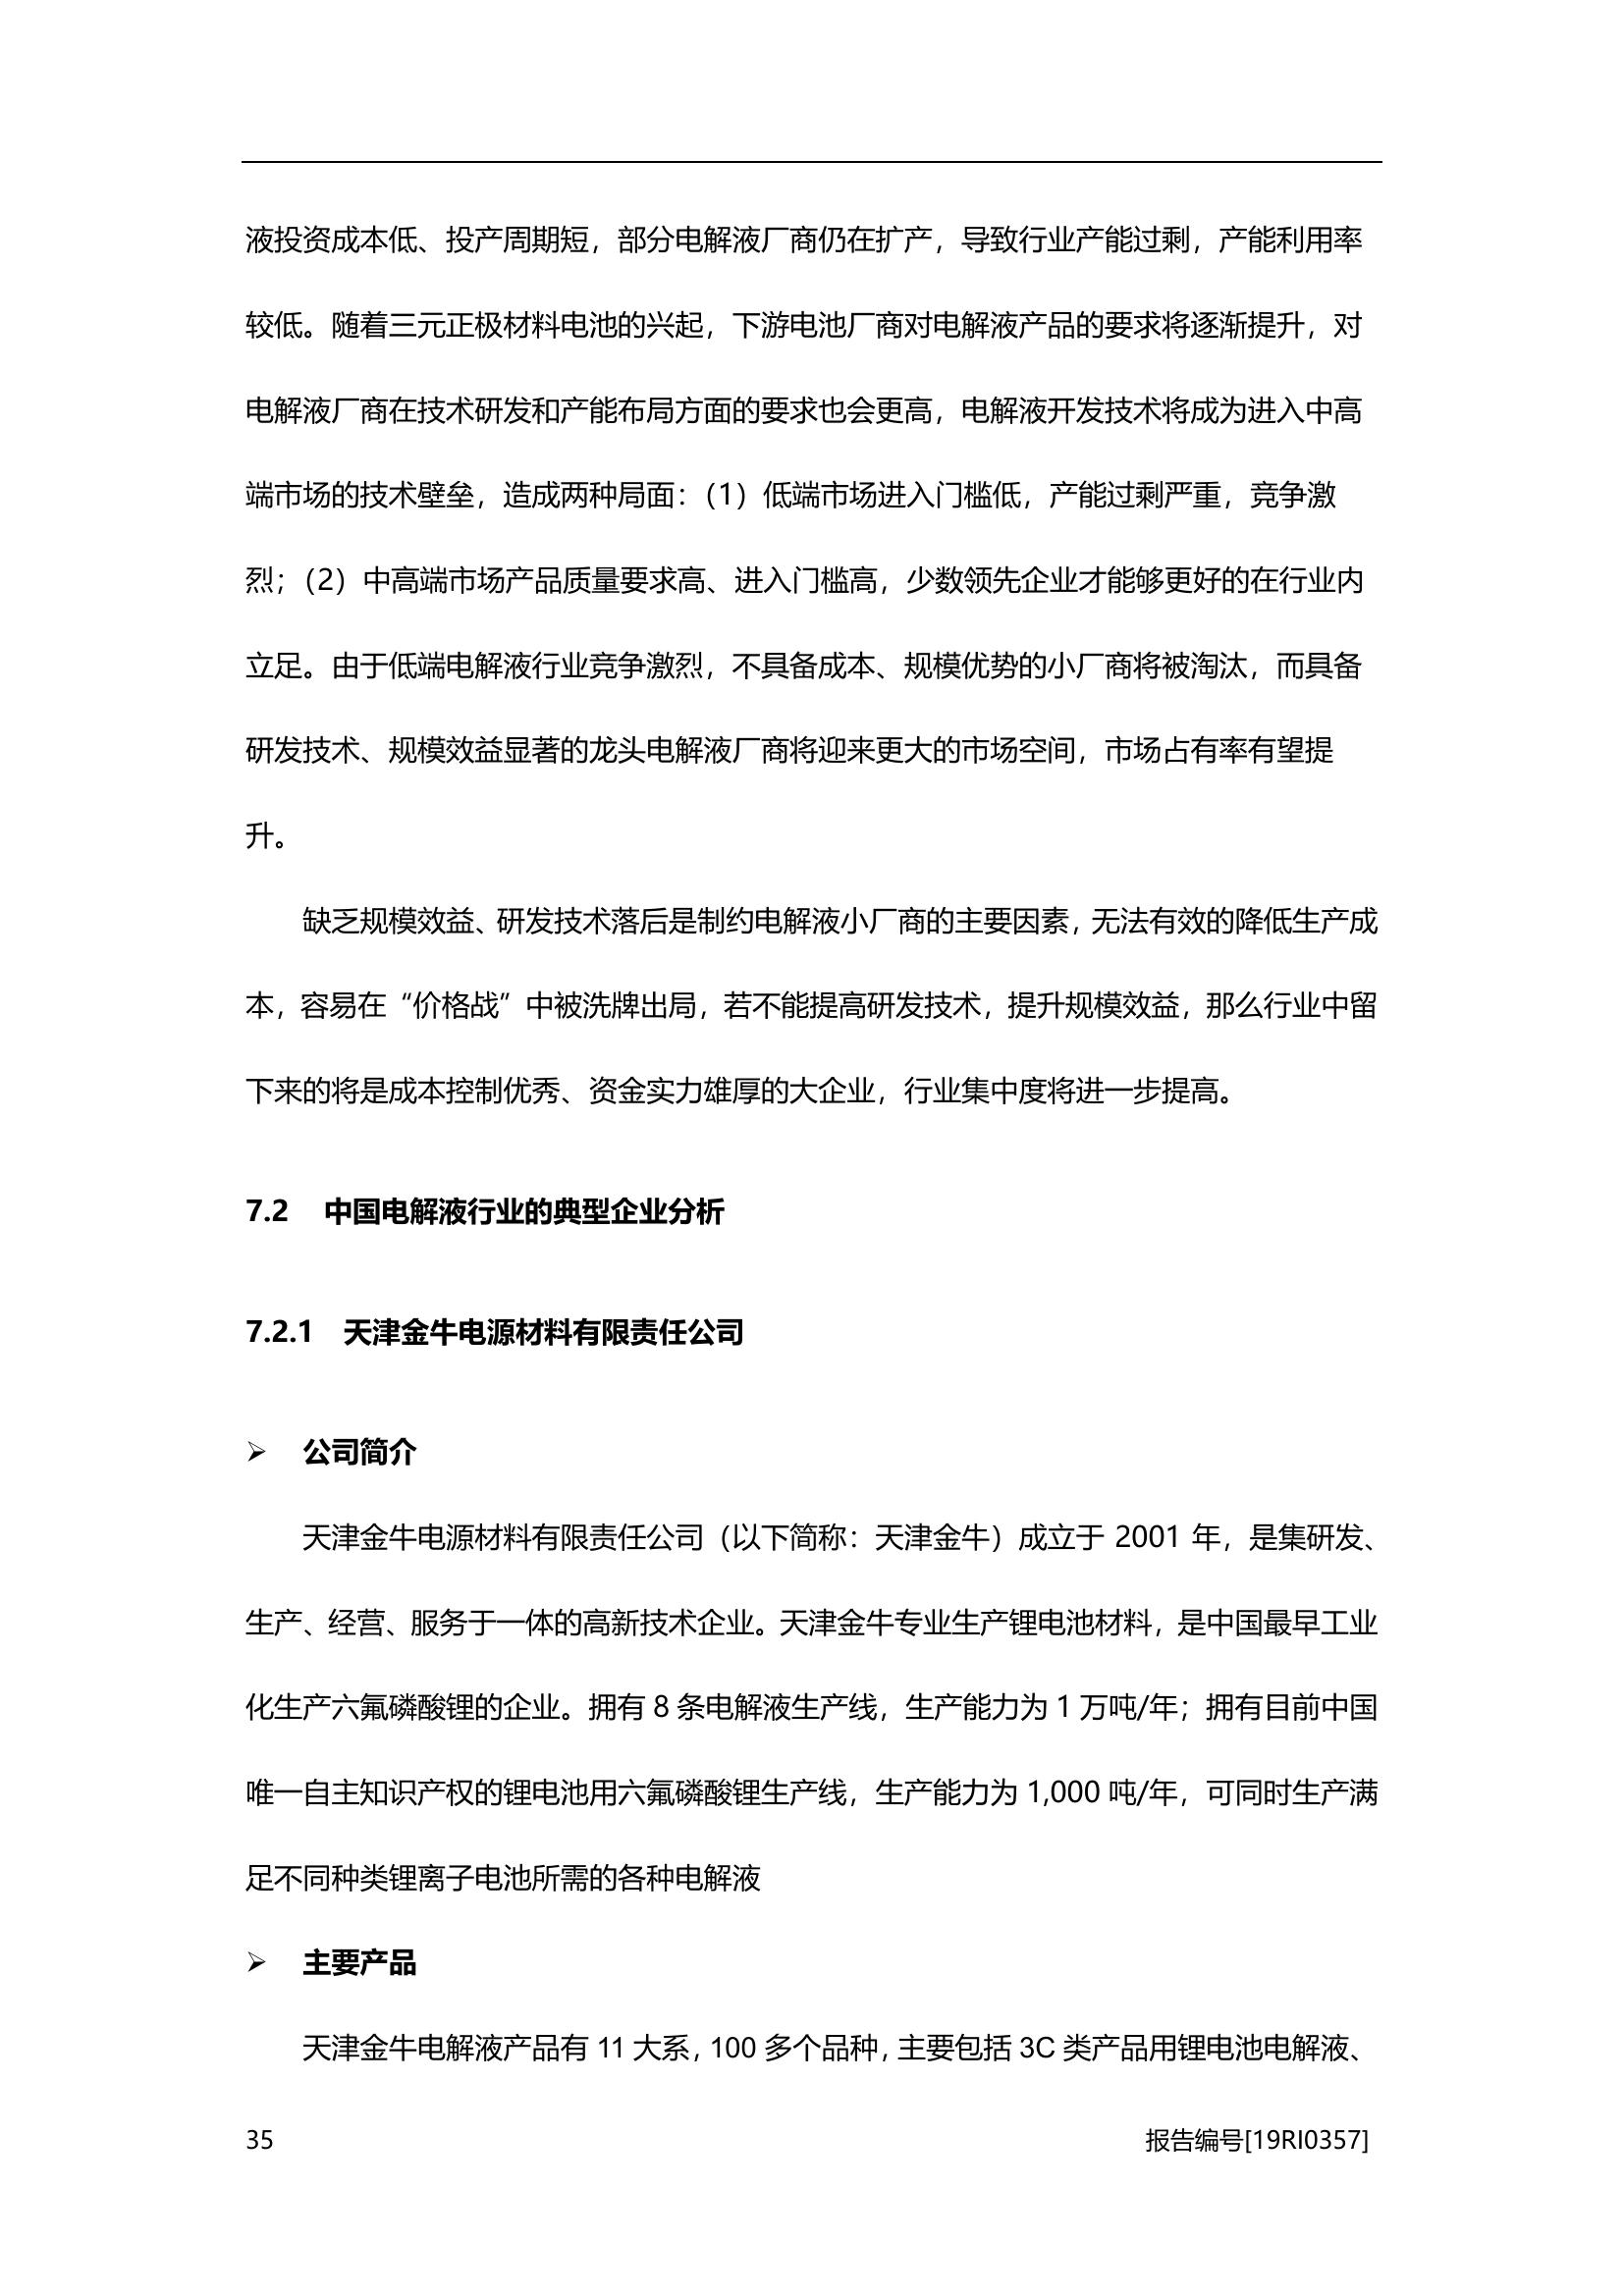 液投资成本低、投产周期短，部分电解液厂商仍在扩产，导致行业产能过剩，产能利用率
较低。随着三元正极材料电池的兴起，下游电池厂商对电解液产品的要求将逐渐提升，对
电解液厂商在技术研发和产能布局方面的要求也会更高，电解液开发技术将成为进入中高
端市场的技术壁垒，造成两种局面：（1）低端市场进入门槛低，产能过剩严重，竞争激
烈；（2）中高端市场产品质量要求高、进入门槛高，少数领先企业才能够更好的在行业内
立足。由于低端电解液行业竞争激烈，不具备成本、规模优势的小厂商将被淘汰，而具备
研发技术、规模效益显著的龙头电解液厂商将迎来更大的市场空间，市场占有率有望提
升。
缺乏规模效益、研发技术落后是制约电解液小厂商的主要因素，无法有效的降低生产成
本，容易在“价格战”中被洗牌出局，若不能提高研发技术，提升规模效益，那么行业中留
下来的将是成本控制优秀、资金实力雄厚的大企业，行业集中度将进一步提高。
7.2 中国电解液行业的典型企业分析
7.2.1 天津金牛电源材料有限责任公司
➢ 公司简介
天津金牛电源材料有限责任公司（以下简称：天津金牛）成立于 2001 年，是集研发、
生产、经营、服务于一体的高新技术企业。天津金牛专业生产锂电池材料，是中国最早工业
化生产六氟磷酸锂的企业。拥有 8 条电解液生产线，生产能力为 1 万吨/年；拥有目前中国
唯一自主知识产权的锂电池用六氟磷酸锂生产线，生产能力为 1,000 吨/年，可同时生产满
足不同种类锂离子电池所需的各种电解液
➢ 主要产品
天津金牛电解液产品有 11 大系，100 多个品种，主要包括 3C 类产品用锂电池电解液、
35 报告编号[19RI0357]